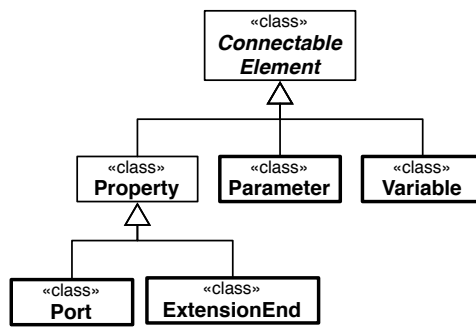 «class»
Connectable
Element
«class»
Property
«class»
Parameter
«class»
Variable
«class»
Port
«class»
ExtensionEnd